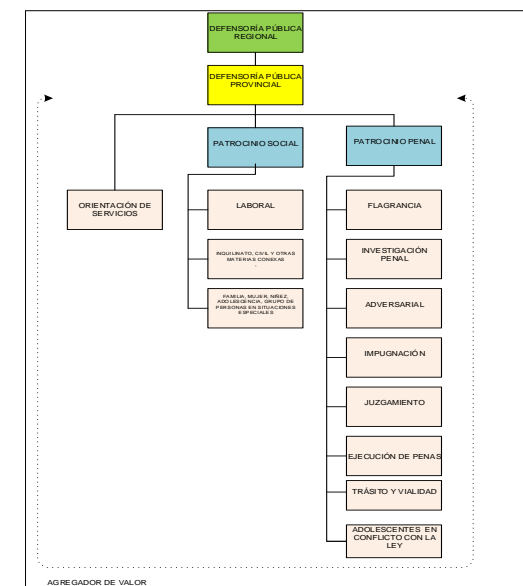 DEFENSORÍA PÚBLICA
REGIONAL
DEFENSORÍA PÚBLICA
PROVINCIAL
PATROCINIO SOCIAL
PATROCINIO PENAL
ORIENTACIÓN DE
SERVICIOS
LABORAL
INQUILINATO, CIVIL Y OTRAS
MATERIAS CONEXAS
.
FAMILIA, MUJER, NIÑEZ,
ADOLESCENCIA, GRUPO DE
PERSONAS EN SITUACIONES
ESPECIALES
FLAGRANCIA
INVESTIGACIÓN
PENAL
ADVERSARIAL
IMPUGNACIÓN
JUZGAMIENTO
EJECUCIÓN DE PENAS
TRÁSITO Y VIALIDAD
ADOLESCENTES EN
CONFLICTO CON LA
LEY
AGREGADOR DE VALOR